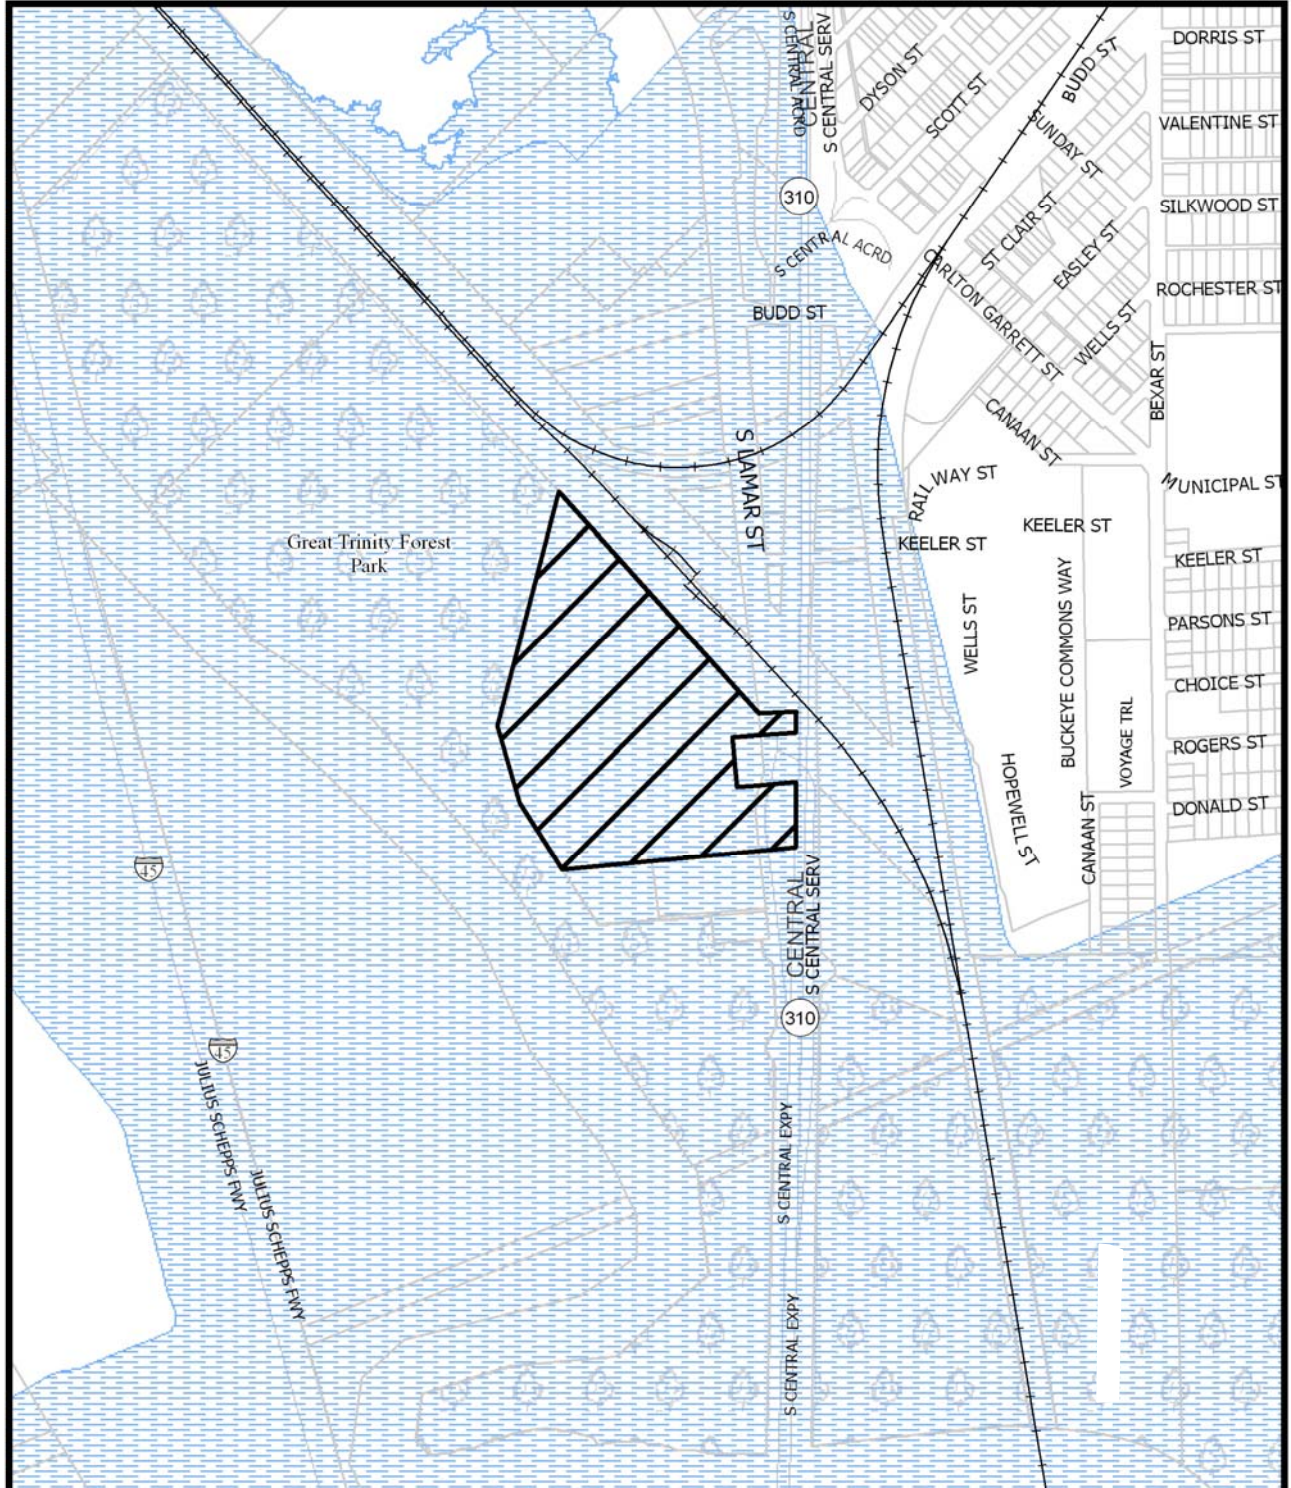 S CENTRAL ACRD
CENTRAL
S CENTRAL SERV
DYSON ST
SCOTT ST
BUDD ST
SUNDAY ST
DORRIS ST
VALENTINE ST
SILKWOOD ST
ROCHESTER ST
310
S CENTRAL ACRD
BUDD ST
ST CLAIR ST
EASLEY ST
CARLTON GARRETT ST
WELLS ST
BEXAR ST
CANAAN ST
S LAMAR ST
RAILWAY ST
MUNICIPAL ST
KEELER ST
KEELER ST
KEELER ST
Great Trinity Forest
Park
WELLS ST
BUCKEYE COMMONS WAY
PARSONS ST
CHOICE ST
VOYAGE TRL
ROGERS ST
HOPEWELL ST
CANAAN ST
DONALD ST
45
CENTRAL
S CENTRAL SERV
310
45
JULIUS SCHEPPS FWY
JULIUS SCHEPPS FWY
S CENTRAL EXPY
S CENTRAL EXPY